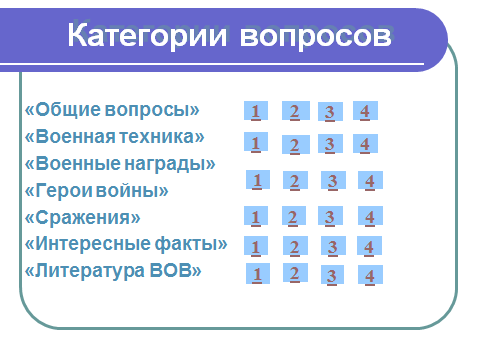 Категории вопросов
«Общие вопросы» 1 2 3 4
«Военная техника» 1 2 3 4
«Военные награды»
«Герои войны» 1 2 3 4
«Сражения» 1 2 3 4
«Интересные факты» 1 2 3 4
«Литература ВОВ» 1 2 3 4